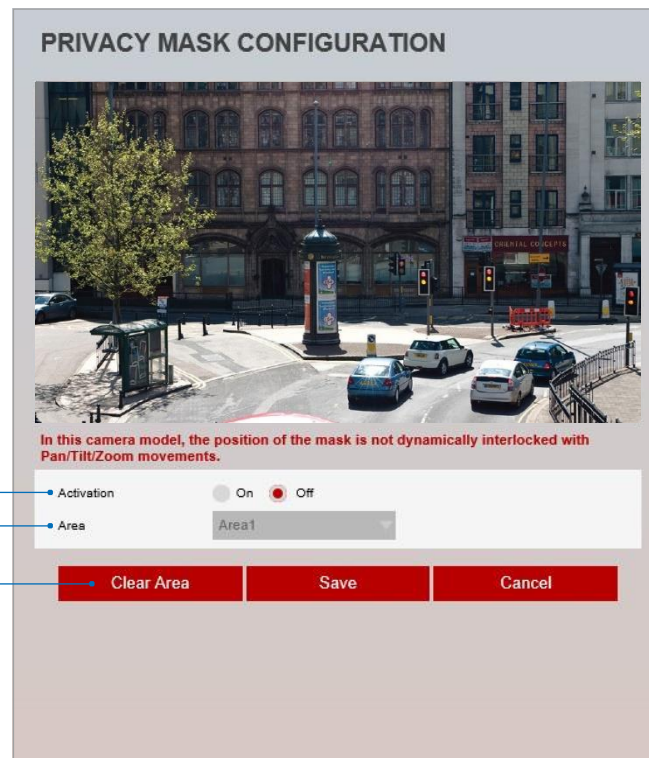 PRIVACY MASK CONFIGURATION
ORIENTAL CONCEPTS
In this camera model, the position of the mask is not dynamically interlocked with
Pan/Tilt/Zoom movements.
Activation On Off
Area Area1
Clear Area Save Cancel